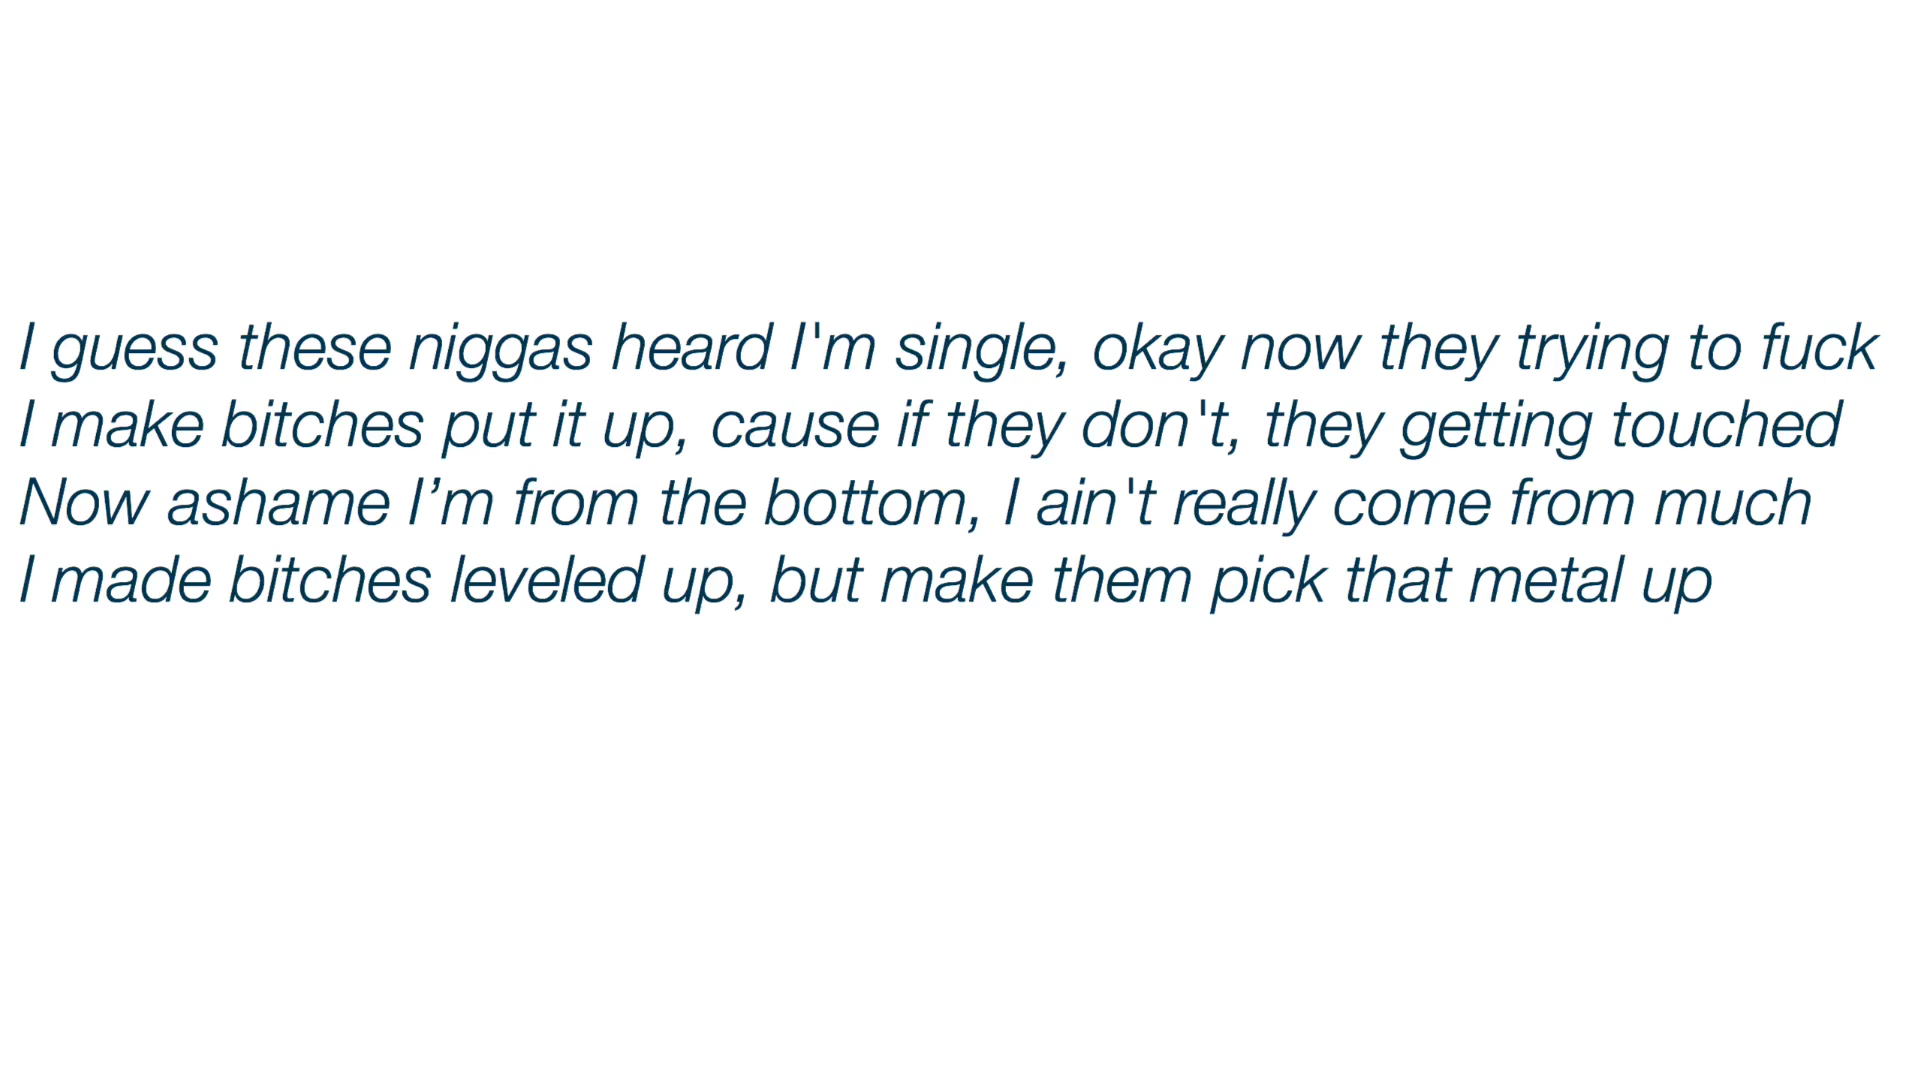 I guess these niggas heard I'm single, okay now they trying to fuck
I make bitches put it up, cause if they don't, they getting touched
Now ashame I’m from the bottom, I ain't really come from much
I made bitches leveled up, but make them pick that metal up